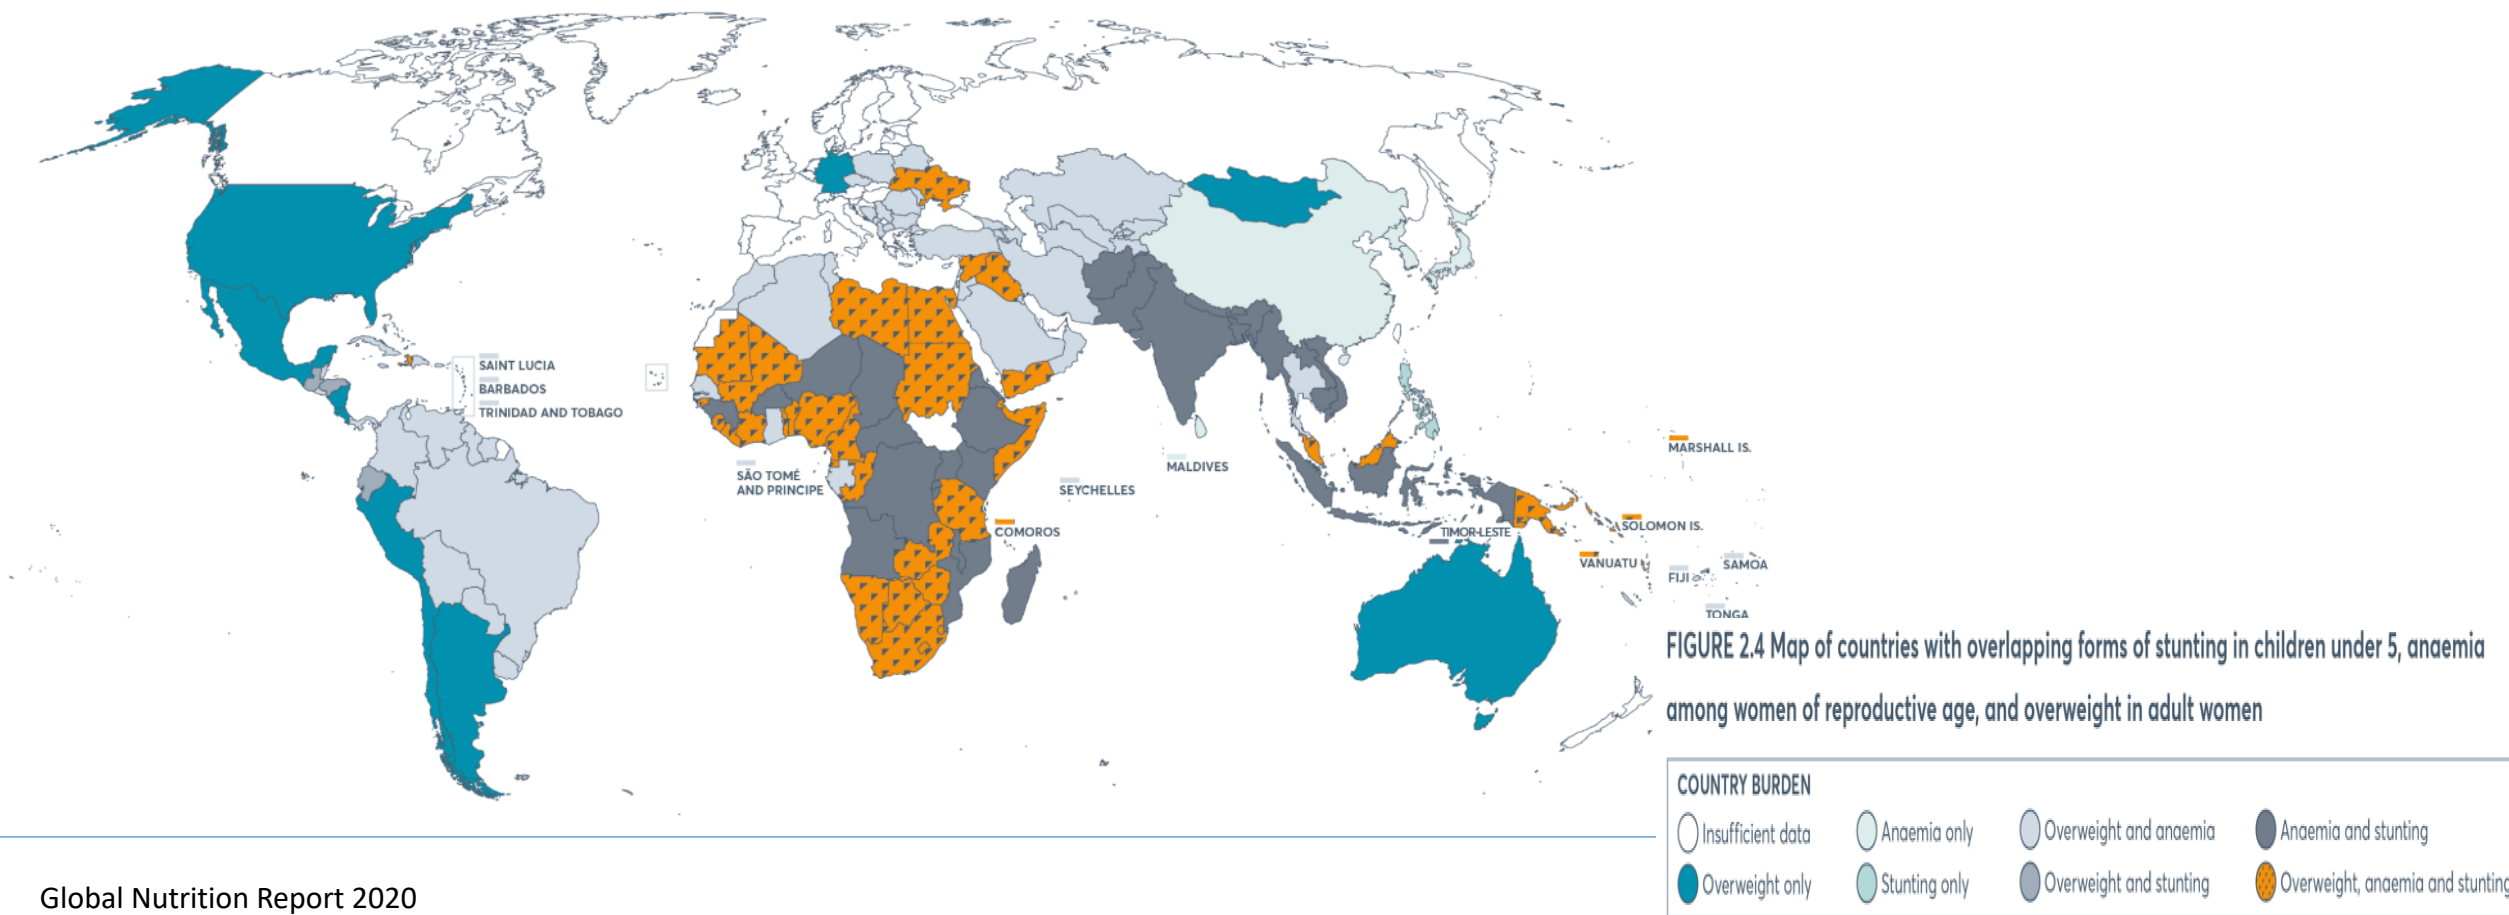 SAINT LUCIA
BARBADOS
TRINIDAD AND TOBAGO
SÃO TOMÉ
AND PRINCIPE
SEYCHELLES
COMOROS
MALDIVES
TIMOR-LESTE
MARSHALL IS.
SOLOMON IS.
VANUATU
FIJI
SAMOA
TONGA
FIGURE 2.4 Map of countries with overlapping forms of stunting in children under 5, anaemia
among women of reproductive age, and overweight in adult women
COUNTRY BURDEN
Insufficient data
Anaemia only
Overweight and anaemia
Anaemia and stunting
Overweight only
Stunting only
Overweight and stunting
Overweight, anaemia and stunting
Global Nutrition Report 2020